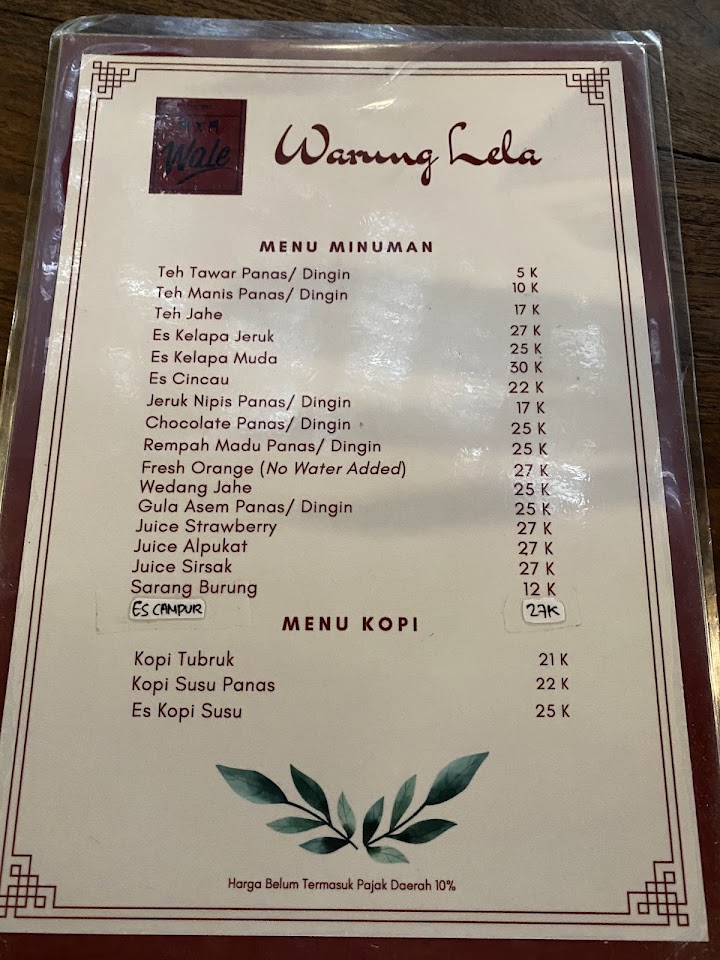 Wale
Warung Lela
MENU MINUMAN
Teh Tawar Panas/ Dingin
Teh Manis Panas/ Dingin
Teh Jahe
Es Kelapa Jeruk
Es Kelapa Muda
Es Cincau
Jeruk Nipis Panas/ Dingin
Chocolate Panas/ Dingin
Rempah Madu Panas/ Dingin
Fresh Orange (No Water Added)
Wedang Jahe
Gula Asem Panas/ Dingin
Juice Strawberry
Juice Alpukat
Juice Sirsak
Sarang Burung
ES CAMPUR
5 K
10 K
17 K
27 K
25 K
30 K
22 K
17 K
25 K
25 K
27 K
25 K
25 K
27 K
27 K
27 K
12 K
27K
MENU KOPI
Kopi Tubruk 21 K
Kopi Susu Panas 22 K
Es Kopi Susu 25 K
Harga Belum Termasuk Pajak Daerah 10%